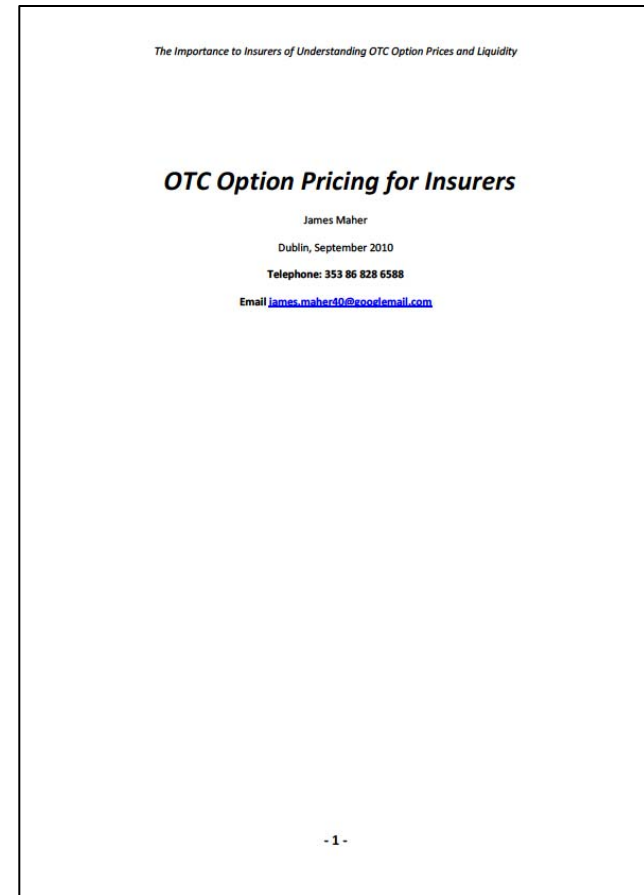 The Importance to Insurers of Understanding OTC Option Prices and Liquidity
OTC Option Pricing for Insurers
James Maher
Dublin, September 2010
Telephone: 353 86 828 6588
Email james.maher40@googlemail.com
- 1 -